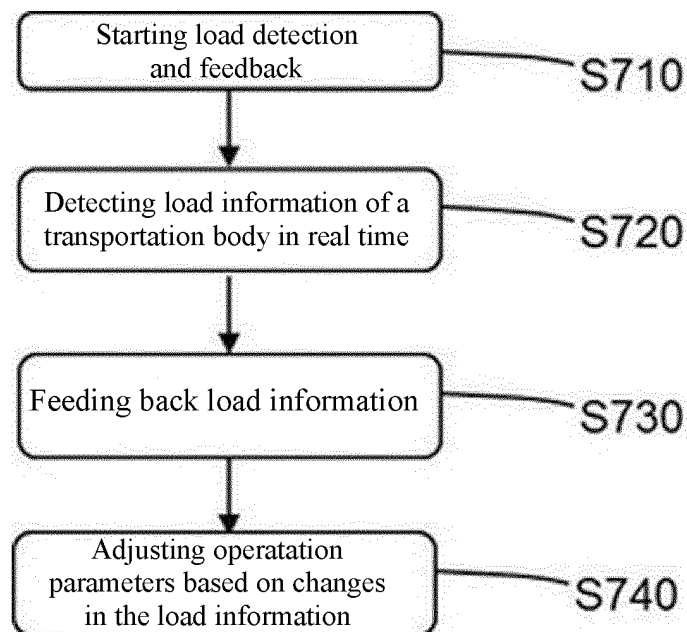 Starting load detection
and feedback
S710
Detecting load information of a
transportation body in real time
S720
Feeding back load information
S730
Adjusting operatation
parameters based on changes
in the load information
S740